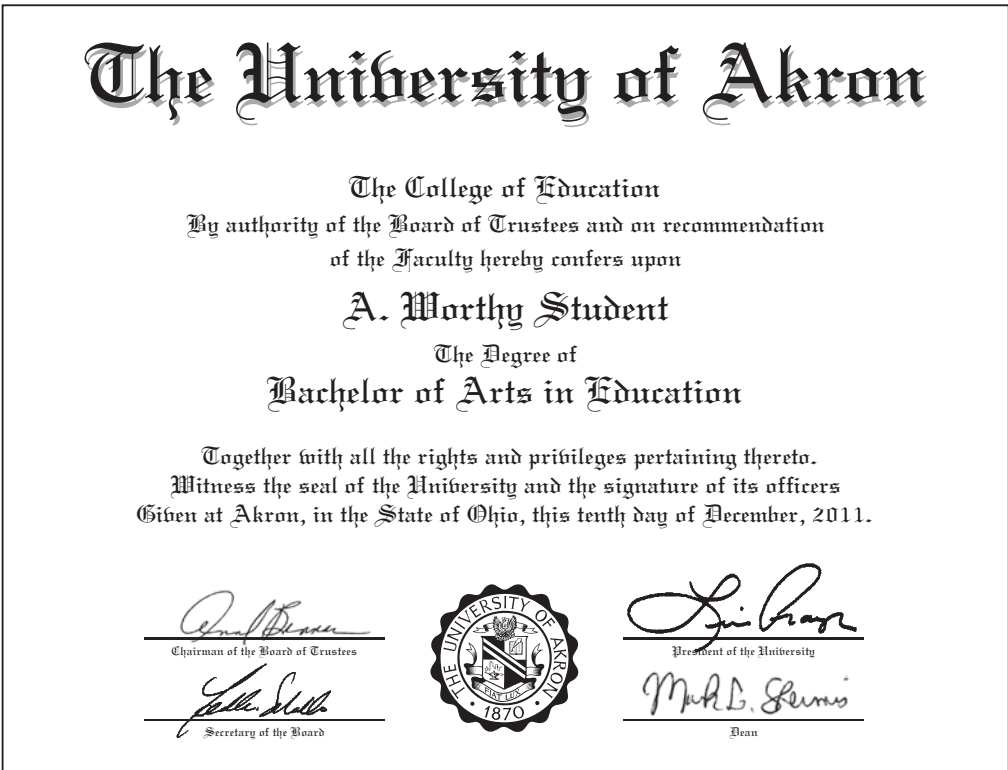 The University of Akron
The College of Education
By authority of the Board of Trustees and on recommendation
of the Faculty hereby confers upon
A. Worthy Student
The Degree of
Bachelor of Arts in Education
Together with all the rights and privileges pertaining thereto.
Witness the seal of the University and the signature of its officers
Given at Akron, in the State of Ohio, this tenth day of December, 2011.
Chairman of the Board of Trustees
Secretary of the Board
THE UNIVERSITY OF AKRON
FIAT LUX
· 1870 ·
President of the University
Mark D. Shermis
Dean